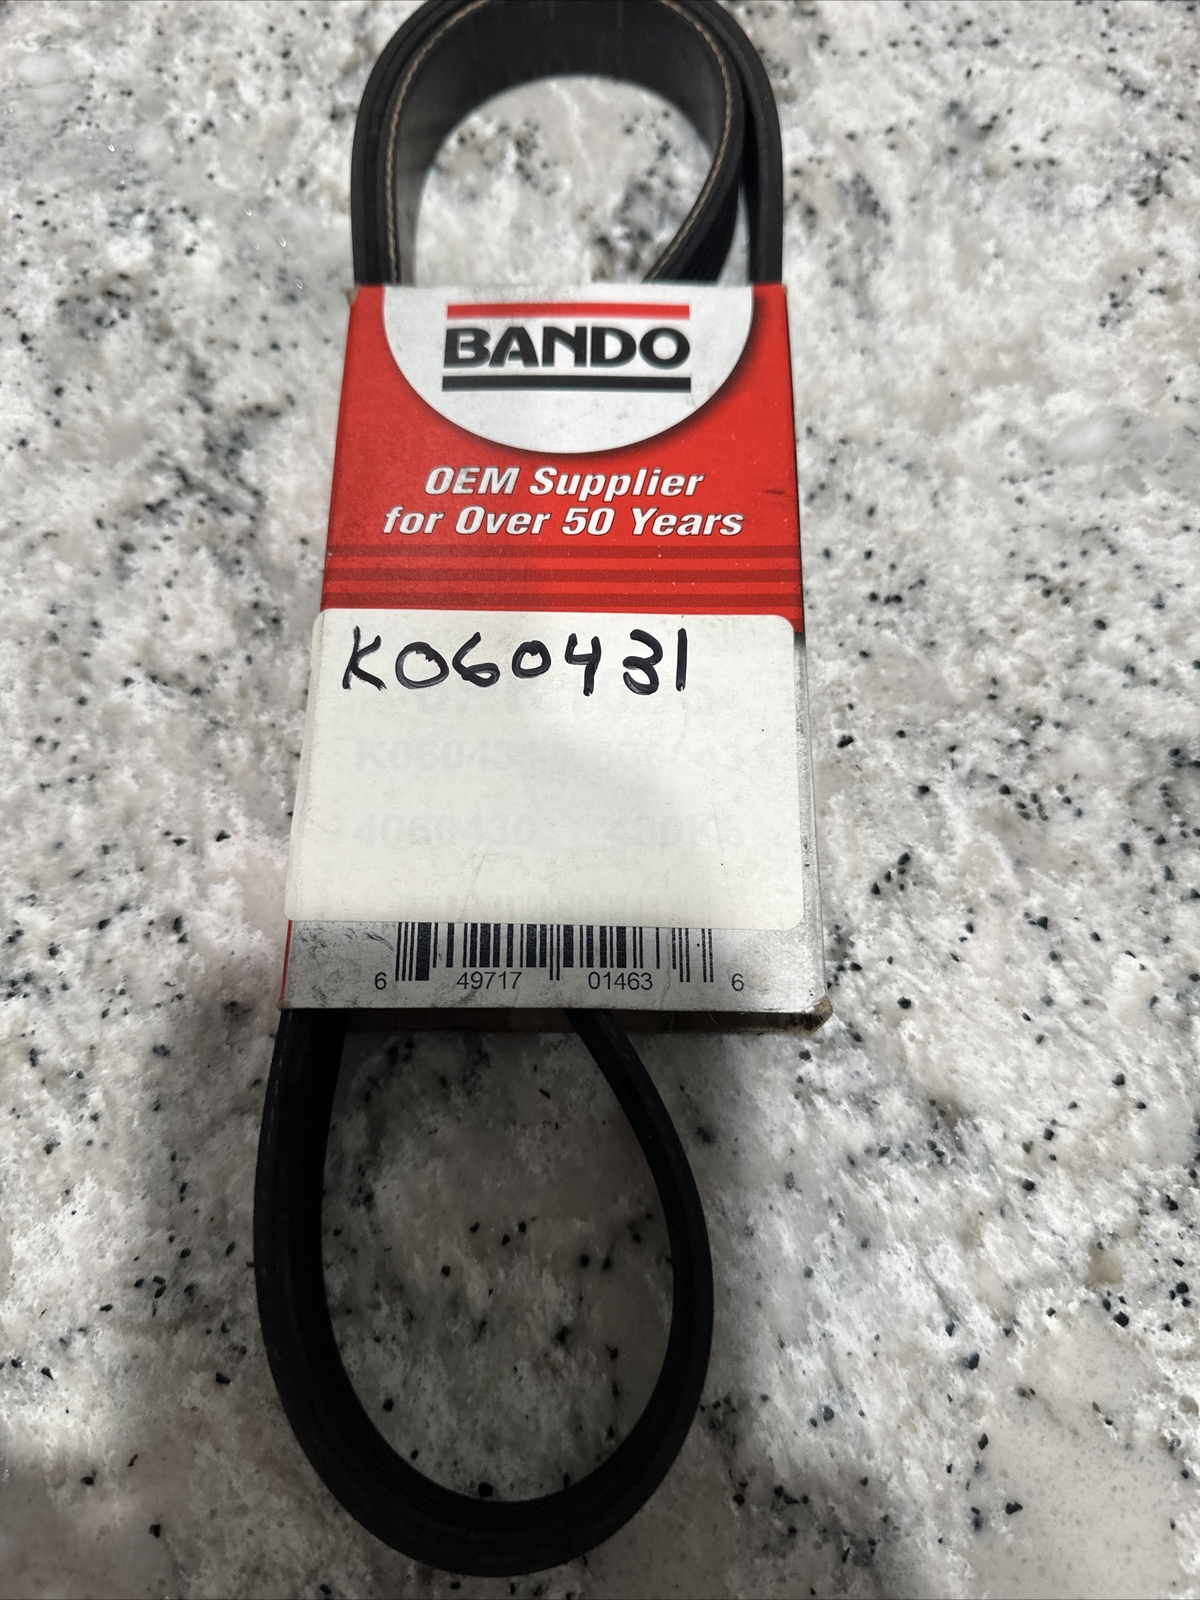 BANDO
OEM Supplier
for Over 50 Years
K060431
6 49717 01463 6